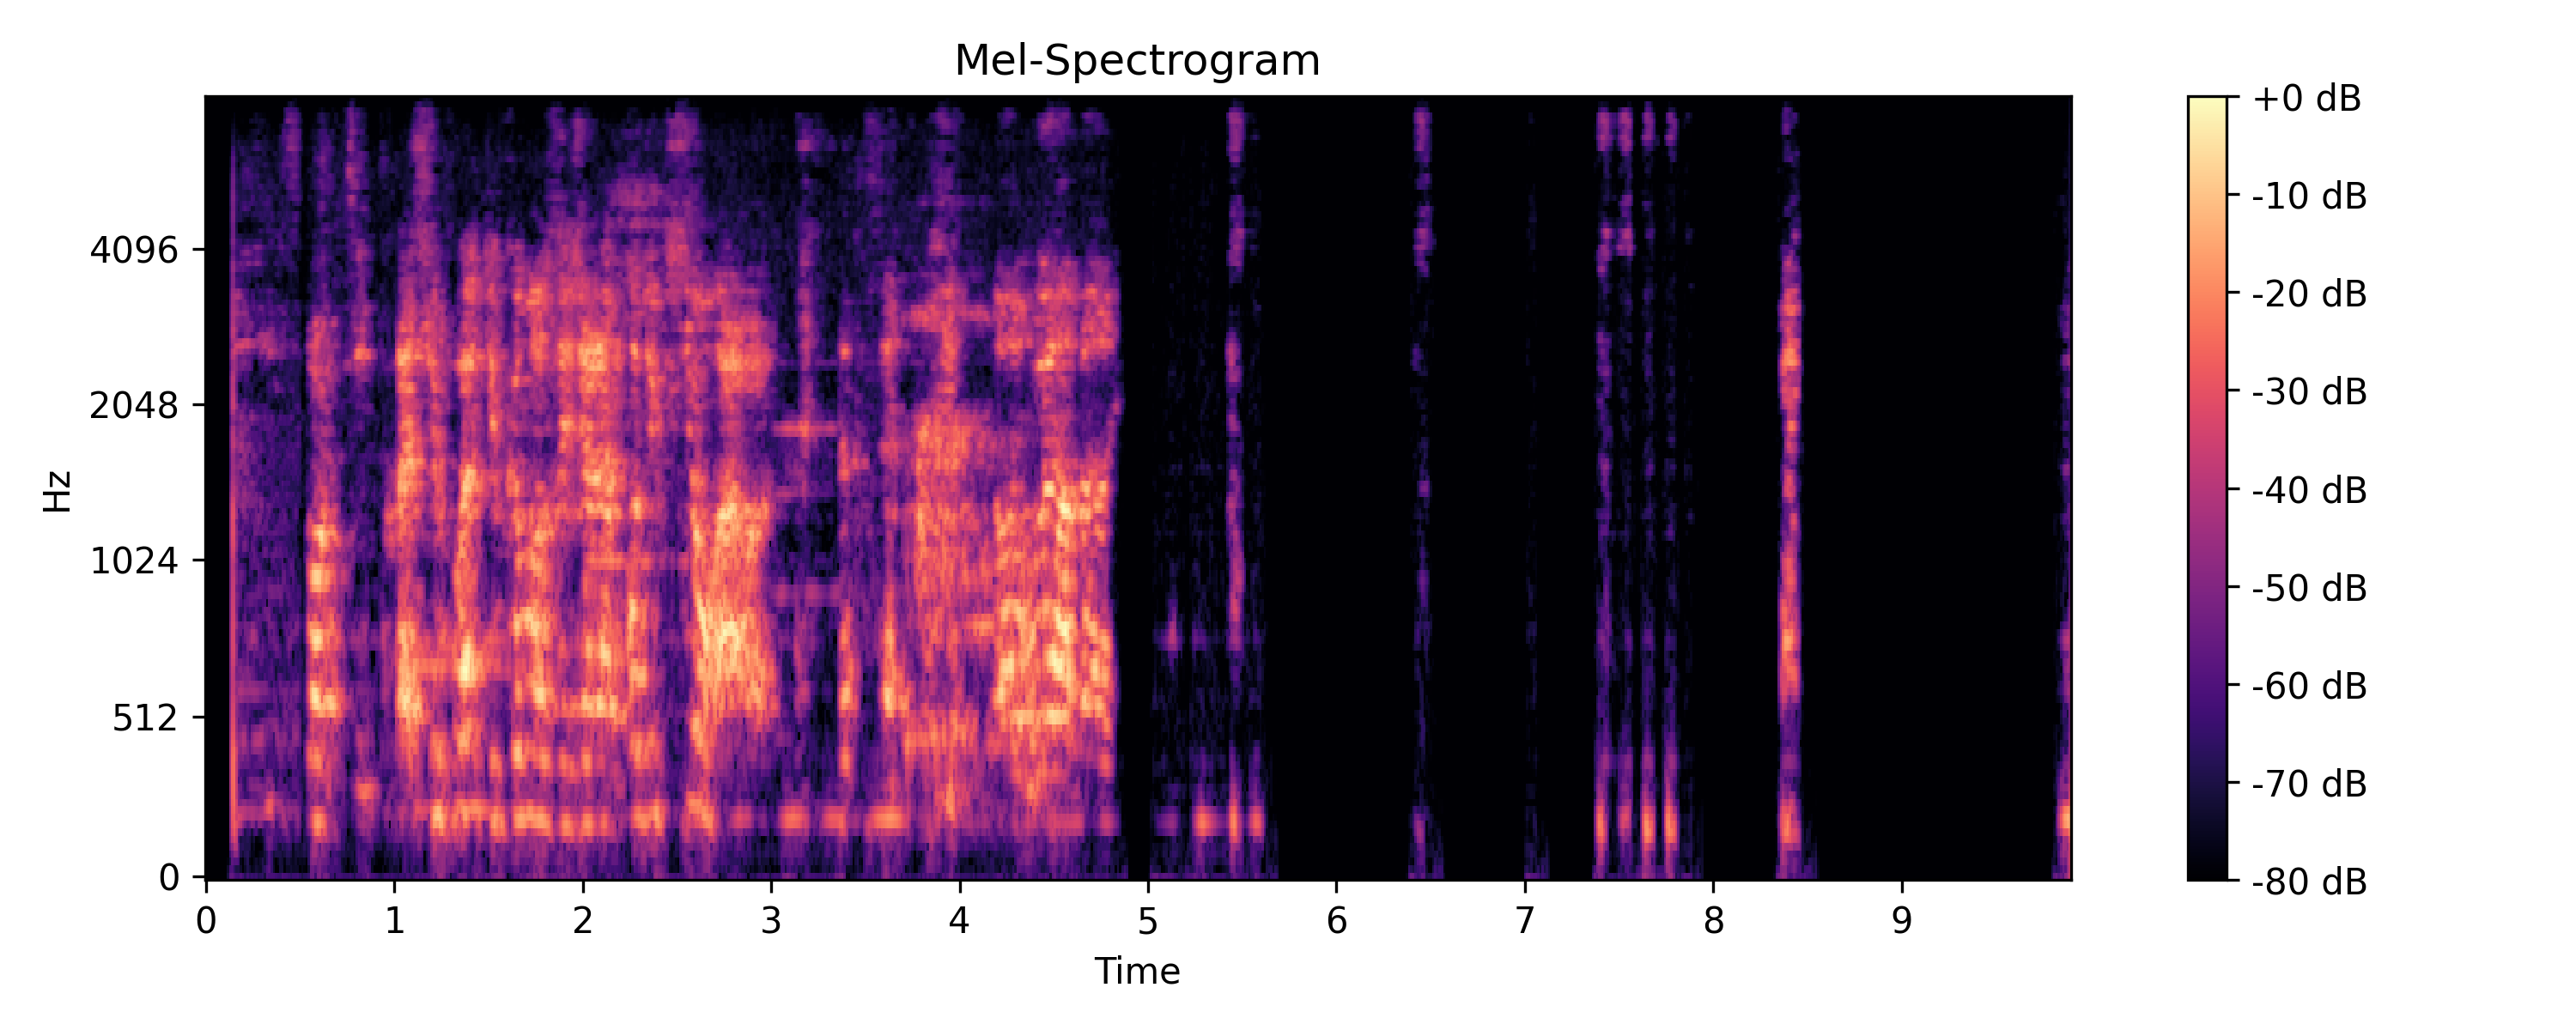 Mel-Spectrogram
+0 dB
-10 dB
-20 dB
-30 dB
-40 dB
-50 dB
-60 dB
-70 dB
-80 dB
Hz
4096
2048
1024
512
0
0 1 2 3 4 5 6 7 8 9
Time